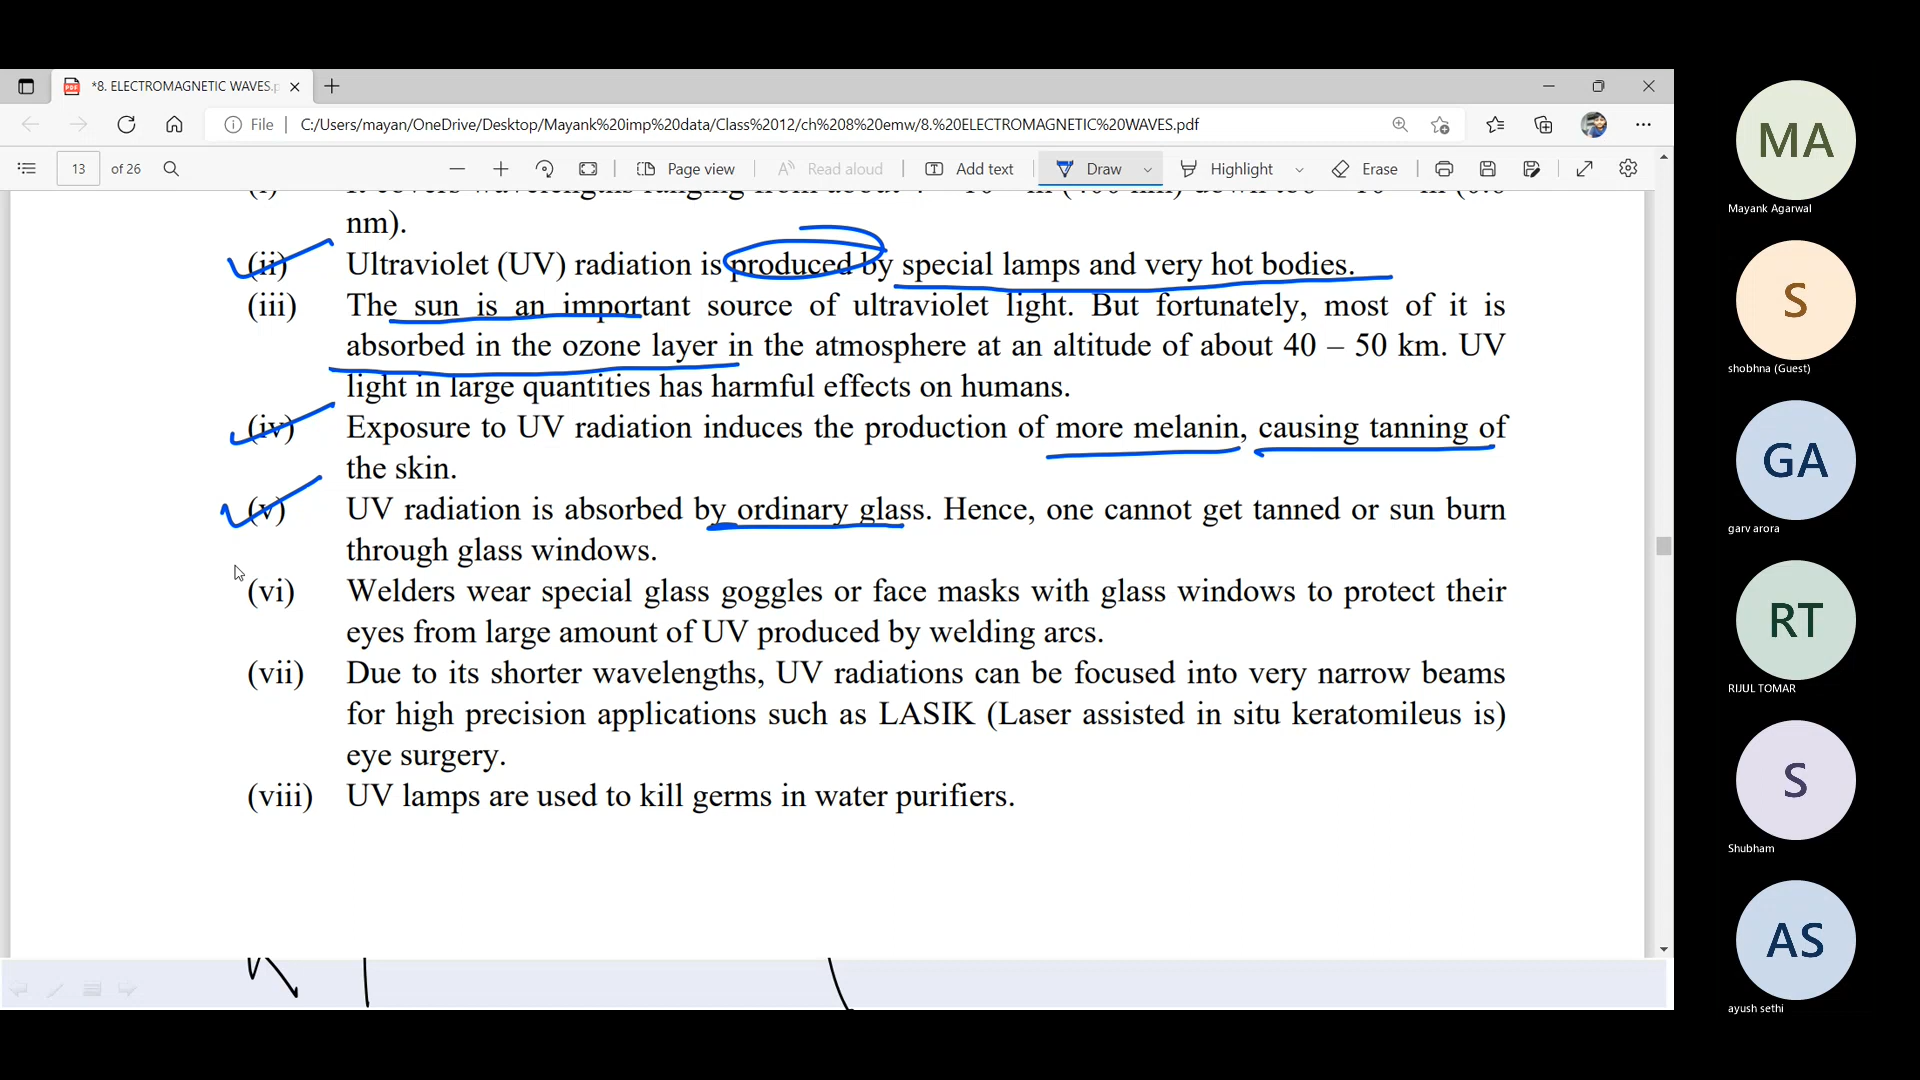 *8. ELECTROMAGNETIC WAVES.p
File
C:/Users/mayan/OneDrive/Desktop/Mayank%20imp%20data/Class%2012/ch%208%20emw/8.%20ELECTROMAGNETIC%20WAVES.pdf
13 of 26
Page view
Read aloud
Add text
Draw
Highlight
Erase
nm).
(ii) Ultraviolet (UV) radiation is produced by special lamps and very hot bodies.
(iii) The sun is an important source of ultraviolet light. But fortunately, most of it is
absorbed in the ozone layer in the atmosphere at an altitude of about 40 – 50 km. UV
light in large quantities has harmful effects on humans.
(iv) Exposure to UV radiation induces the production of more melanin, causing tanning of
the skin.
(v) UV radiation is absorbed by ordinary glass. Hence, one cannot get tanned or sun burn
through glass windows.
(vi) Welders wear special glass goggles or face masks with glass windows to protect their
eyes from large amount of UV produced by welding arcs.
(vii) Due to its shorter wavelengths, UV radiations can be focused into very narrow beams
for high precision applications such as LASIK (Laser assisted in situ keratomileus is)
eye surgery.
(viii) UV lamps are used to kill germs in water purifiers.
MA
Mayank Agarwal
S
shobhna (Guest)
GA
garv arora
RT
RIJUL TOMAR
S
Shubham
AS
ayush sethi